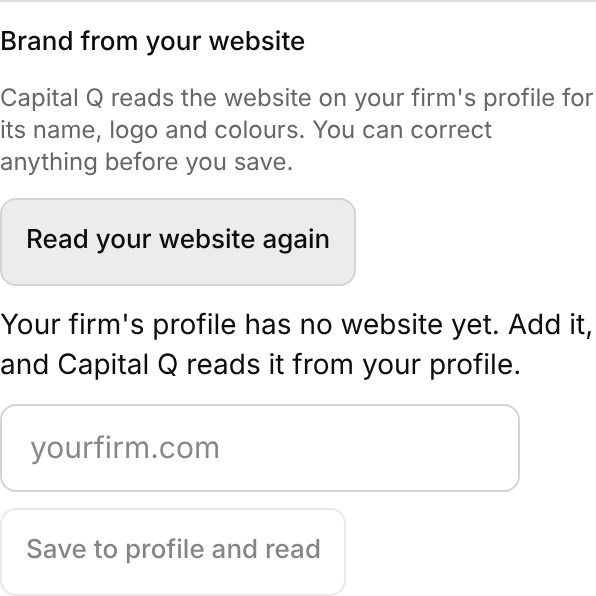 Brand from your website
Capital Q reads the website on your firm's profile for
its name, logo and colours. You can correct
anything before you save.
Read your website again
Your firm's profile has no website yet. Add it,
and Capital Q reads it from your profile.
yourfirm.com
Save to profile and read